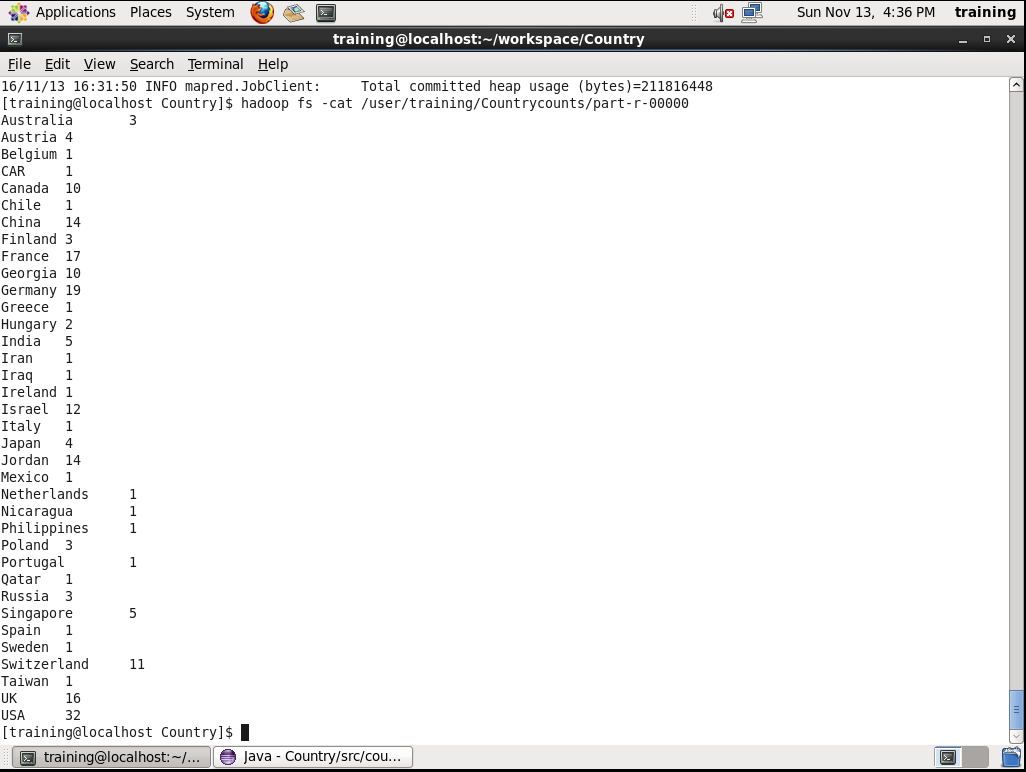 Applications Places System Sun Nov 13, 4:36 PM training
training@localhost:~/workspace/Country
File Edit View Search Terminal Help
16/11/13 16:31:50 INFO mapred.JobClient:     Total committed heap usage (bytes)=211816448
[training@localhost Country]$ hadoop fs -cat /user/training/Countrycounts/part-r-00000
Australia	3
Austria	4
Belgium	1
CAR	1
Canada	10
Chile	1
China	14
Finland	3
France	17
Georgia	10
Germany	19
Greece	1
Hungary	2
India	5
Iran	1
Iraq	1
Ireland	1
Israel	12
Italy	1
Japan	4
Jordan	14
Mexico	1
Netherlands	1
Nicaragua	1
Philippines	1
Poland	3
Portugal	1
Qatar	1
Russia	3
Singapore	5
Spain	1
Sweden	1
Switzerland	11
Taiwan	1
UK	16
USA	32
[training@localhost Country]$
training@localhost:~/... Java - Country/src/cou...